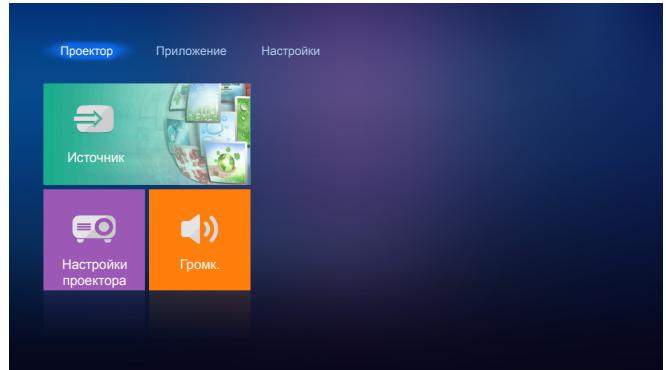 Проектор Приложение Настройки
Источник
Настройки Громк.
проектора